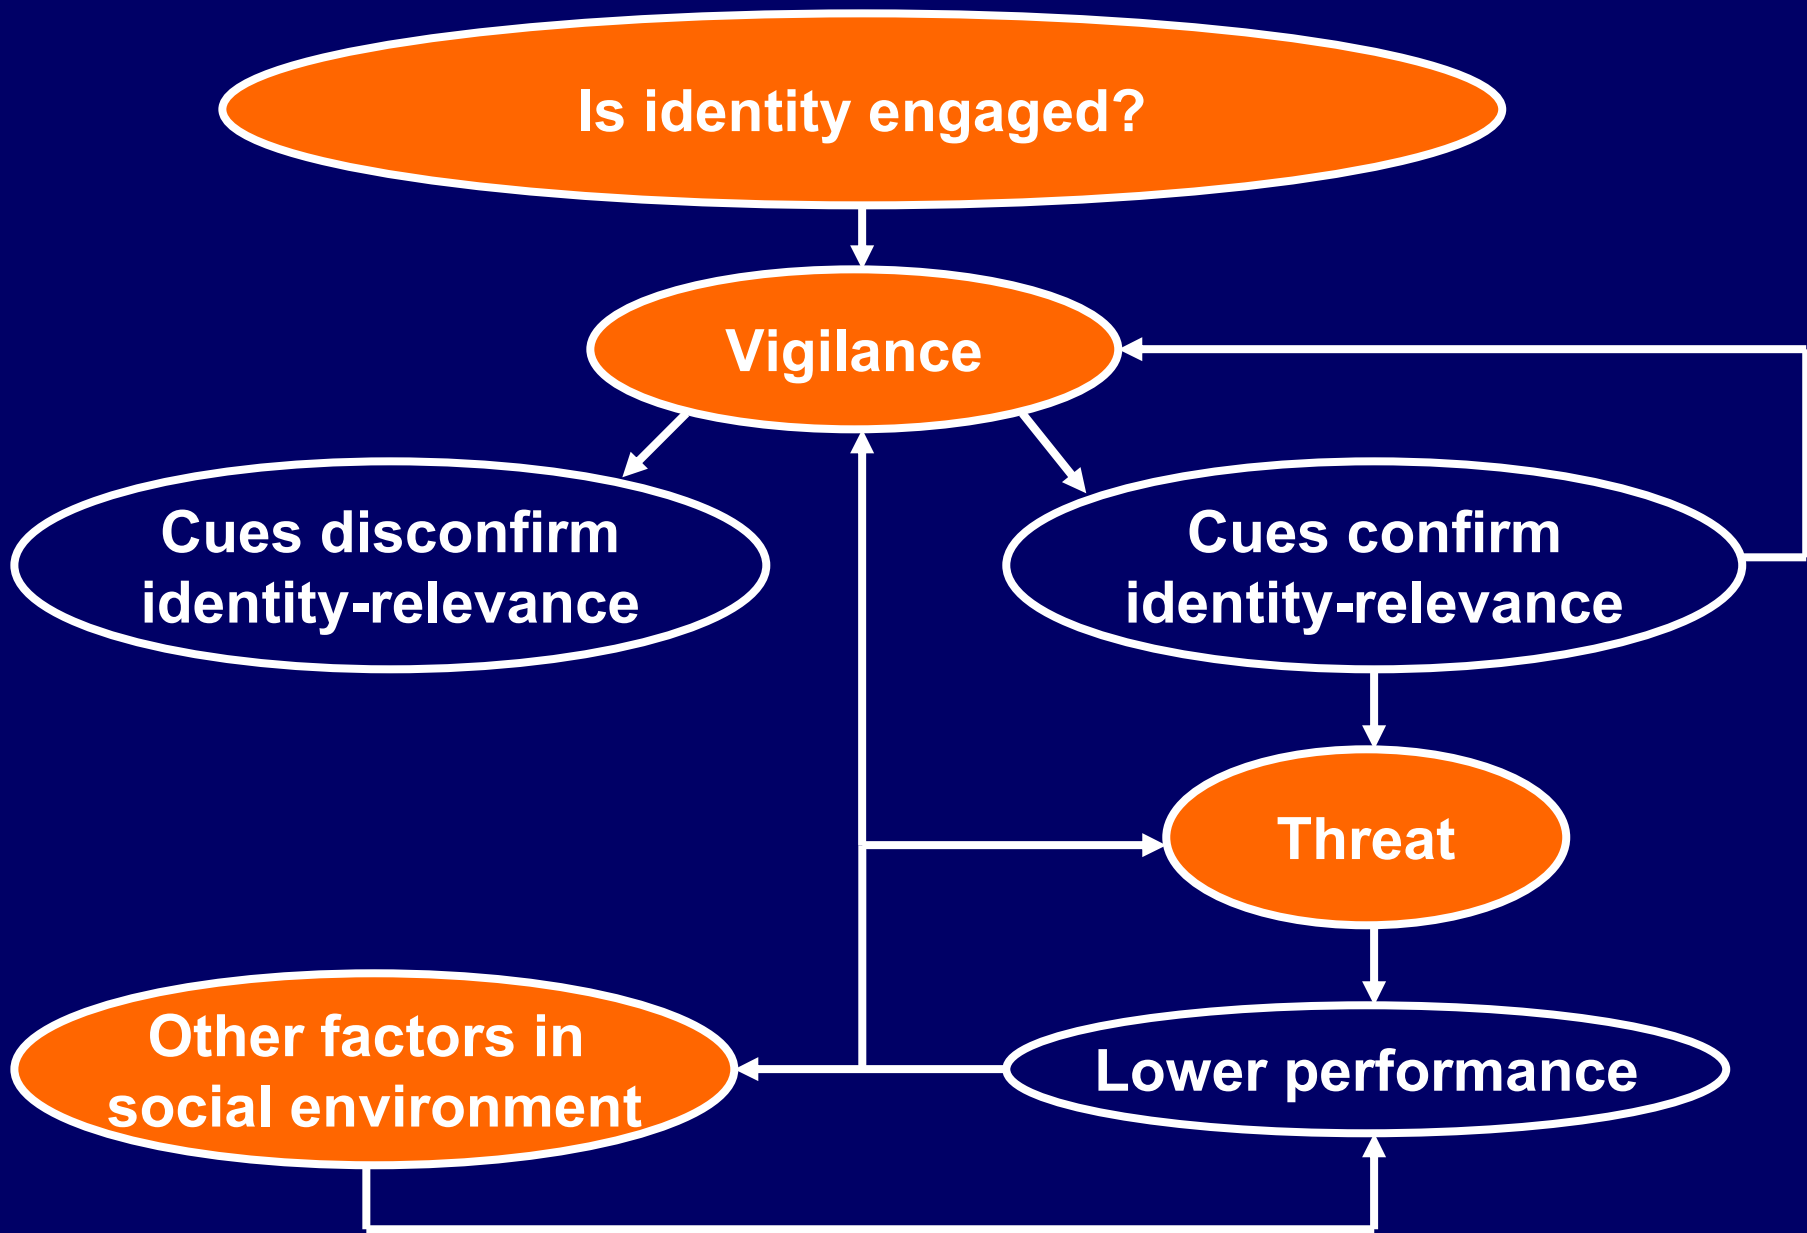 Is identity engaged?
Vigilance
Cues disconfirm
identity-relevance
Cues confirm
identity-relevance
Threat
Other factors in
social environment
Lower performance